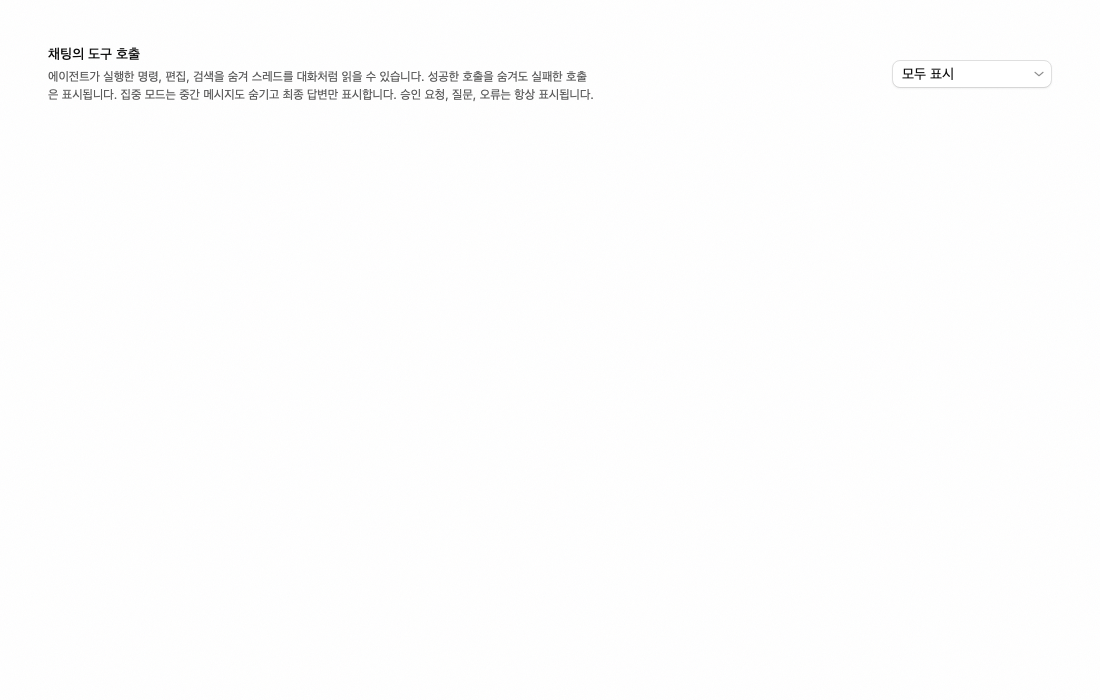 채팅의 도구 호출
에이전트가 실행한 명령, 편집, 검색을 숨겨 스레드를 대화처럼 읽을 수 있습니다. 성공한 호출을 숨겨도 실패한 호출
은 표시됩니다. 집중 모드는 중간 메시지도 숨기고 최종 답변만 표시합니다. 승인 요청, 질문, 오류는 항상 표시됩니다.
모두 표시